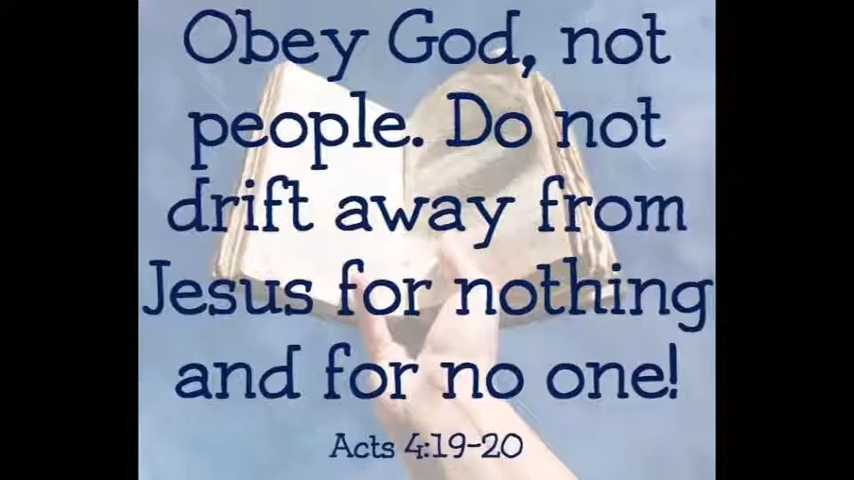 Obey God, not
people. Do not
drift away from
Jesus for nothing
and for no one!
Acts 4:19-20